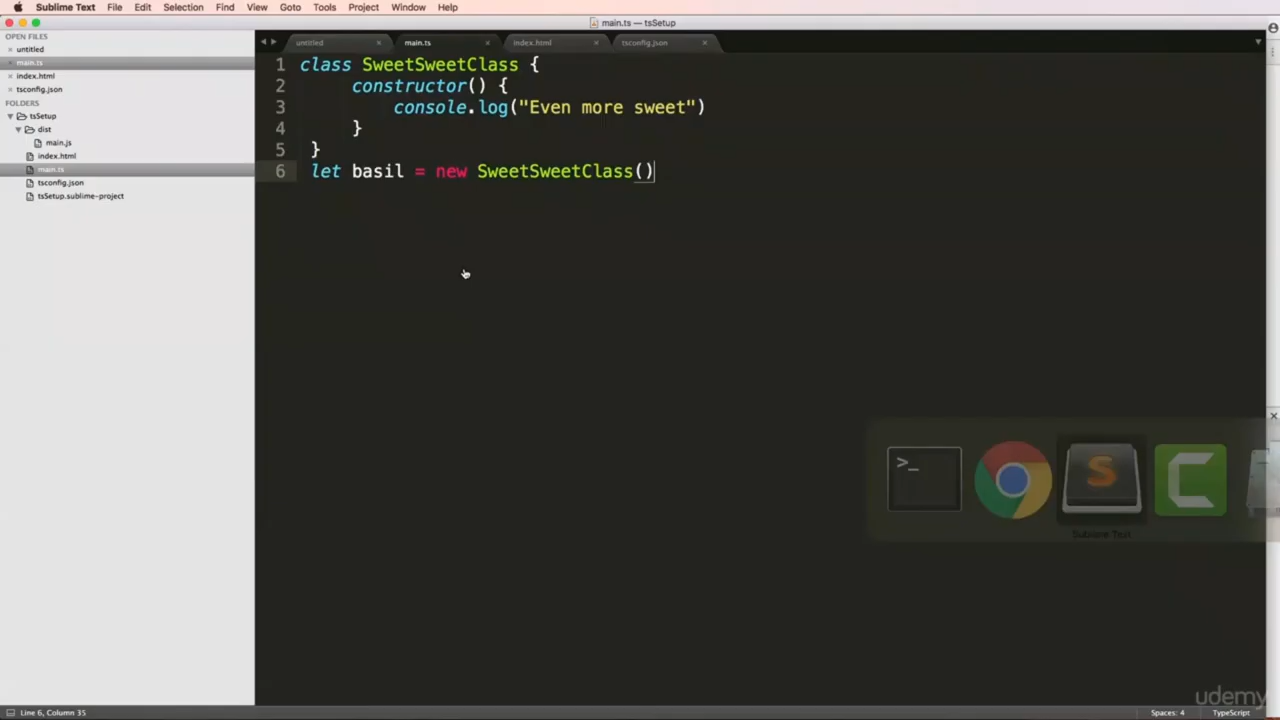 Sublime Text File Edit Selection Find View Goto Tools Project Window Help
main.ts — tsSetup
OPEN FILES
untitled
main.ts
index.html
tsconfig.json
FOLDERS
tsSetup
dist
main.js
index.html
main.ts
tsconfig.json
tsSetup.sublime-project
untitled main.ts index.html tsconfig.json
1 class SweetSweetClass {
2 constructor() {
3 console.log("Even more sweet")
4 }
5 }
6 let basil = new SweetSweetClass()
>_
S
C
Sublime Text
udemy
Line 6, Column 35
Spaces: 4
TypeScript